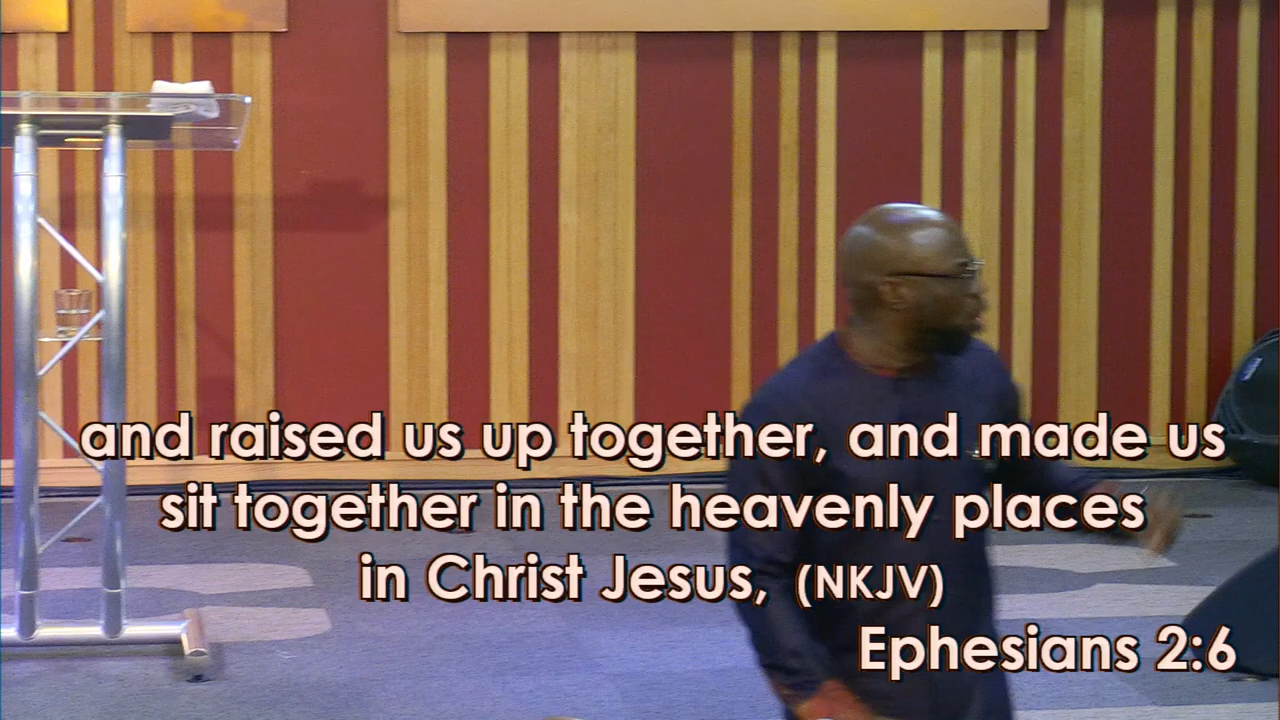 and raised us up together, and made us
sit together in the heavenly places
in Christ Jesus, (NKJV)
Ephesians 2:6